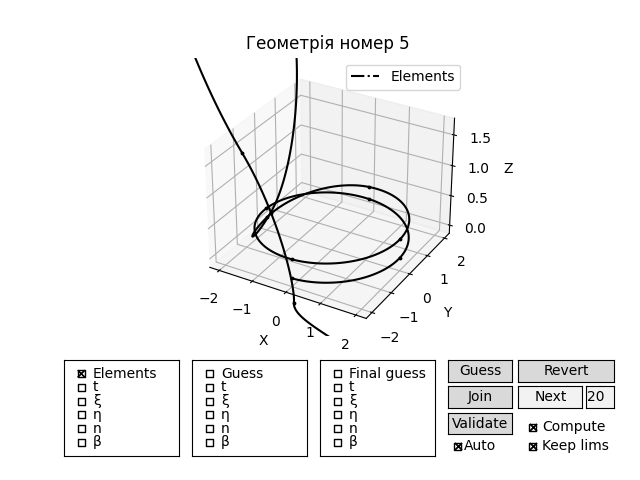 Геометрія номер 5
Elements
1.5
1.0
0.5
0.0
Z
−2
−1
0
1
2
X
−2
−1
0
1
2
Y
Elements
t
ξ
η
n
β
Guess
t
ξ
η
n
β
Final guess
t
ξ
η
n
β
Guess
Revert
Join
Next
20
Validate
Compute
Auto
Keep lims